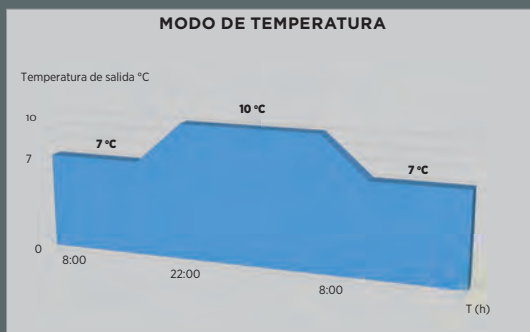 MODO DE TEMPERATURA
Temperatura de salida °C
10 °C
10
7 °C
7
7 °C
0
8:00
22:00
8:00
T (h)